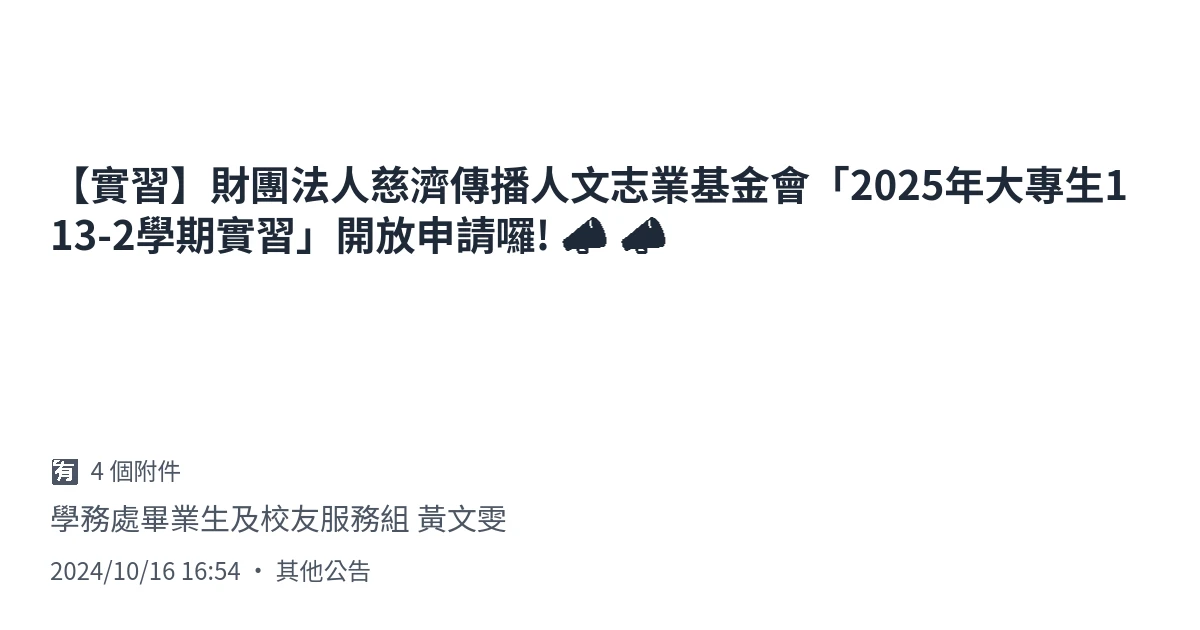 【實習】財團法人慈濟傳播人文志業基金會「2025年大專生1
13-2學期實習」開放申請囉! 📣 📣
🈶 4 個附件
學務處畢業生及校友服務組 黃文雯
2024/10/16 16:54 • 其他公告